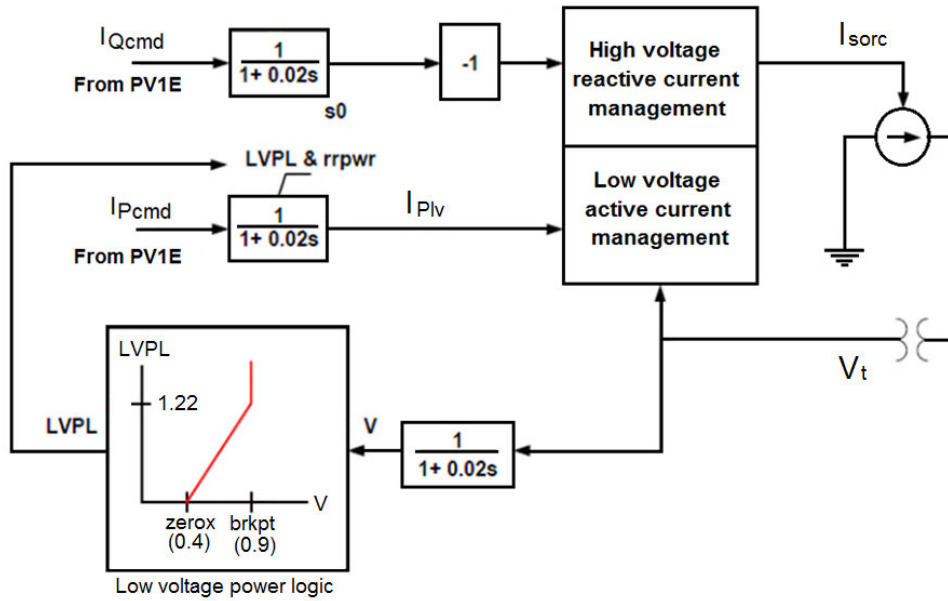 IQcmd
From PV1E
1
1+ 0.02s
s0
-1
High voltage
reactive current
management
Isorc
LVPL & rrpwr
IPcmd
From PV1E
1
1+ 0.02s
IPlv
Low voltage
active current
management
Vt
LVPL
LVPL
1.22
V
zerox
(0.4)
brkpt
(0.9)
Low voltage power logic
V
1
1+ 0.02s